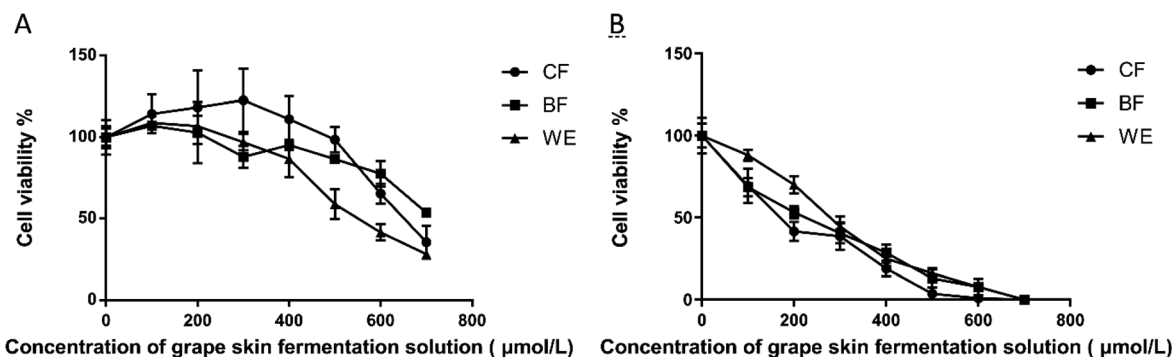 A
150
100
50
0
Cell viability %
0 200 400 600 800
Concentration of grape skin fermentation solution ( μmol/L)
CF
BF
WE
B
150
100
50
0
Cell viability %
0 200 400 600 800
Concentration of grape skin fermentation solution ( μmol/L)
CF
BF
WE